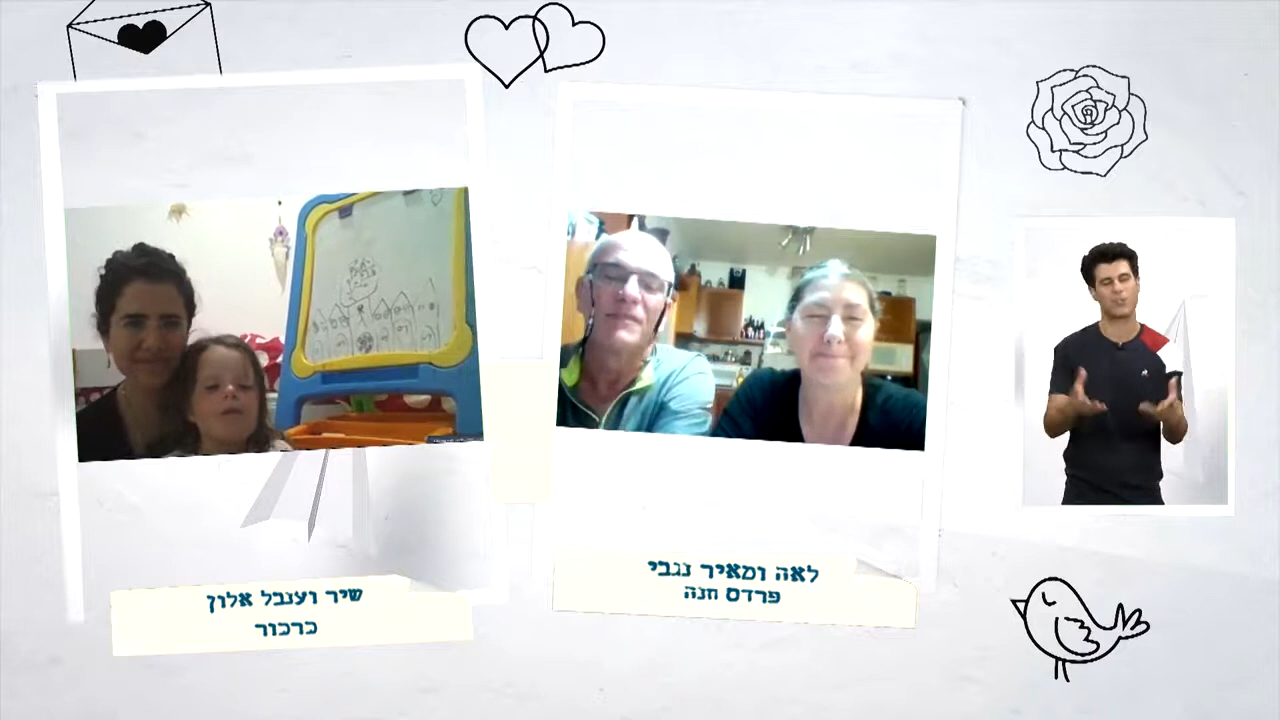 לאה ומאיר נגבי
פרדס חנה
שיר וענבל אלון
כרכור